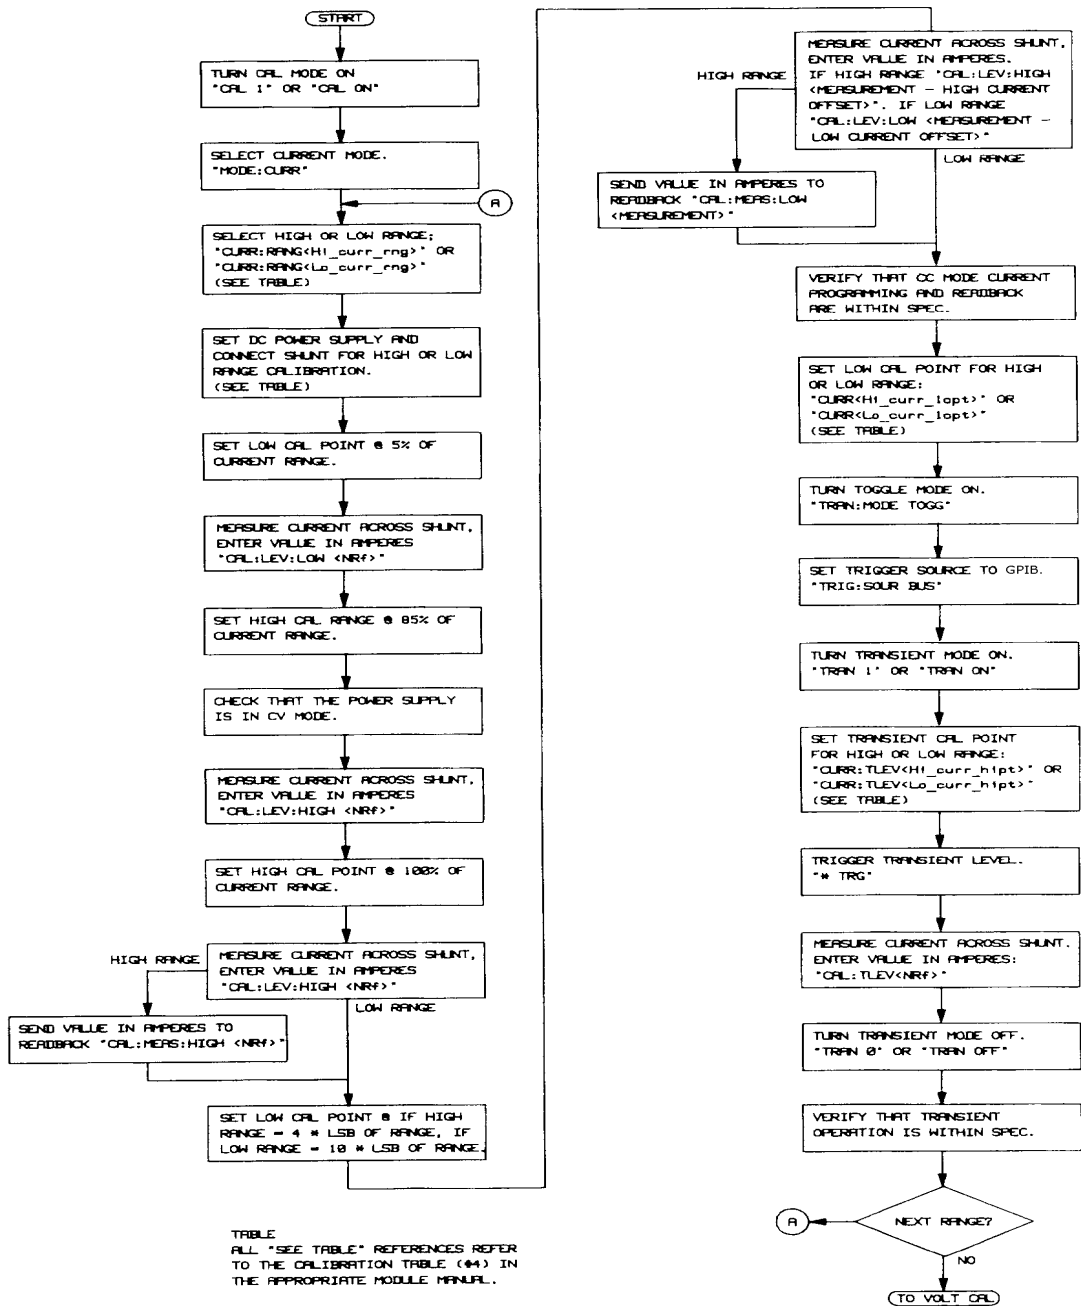 START
TURN CAL MODE ON
"CAL 1" OR "CAL ON"
SELECT CURRENT MODE.
"MODE:CURR"
A
SELECT HIGH OR LOW RANGE;
"CURR:RANG<Hi_curr_rng>" OR
"CURR:RANG<Lo_curr_rng>"
(SEE TABLE)
SET DC POWER SUPPLY AND
CONNECT SHUNT FOR HIGH OR LOW
RANGE CALIBRATION.
(SEE TABLE)
SET LOW CAL POINT @ 5% OF
CURRENT RANGE.
MEASURE CURRENT ACROSS SHUNT,
ENTER VALUE IN AMPERES
"CAL:LEV:LOW <NRf>"
SET HIGH CAL RANGE @ 85% OF
CURRENT RANGE.
CHECK THAT THE POWER SUPPLY
IS IN CV MODE.
MEASURE CURRENT ACROSS SHUNT,
ENTER VALUE IN AMPERES
"CAL:LEV:HIGH <NRf>"
SET HIGH CAL POINT @ 100% OF
CURRENT RANGE.
HIGH RANGE
MEASURE CURRENT ACROSS SHUNT,
ENTER VALUE IN AMPERES
"CAL:LEV:HIGH <NRf>"
LOW RANGE
SEND VALUE IN AMPERES TO
READBACK "CAL:MEAS:HIGH <NRf>"
SET LOW CAL POINT @ IF HIGH
RANGE = 4 * LSB OF RANGE, IF
LOW RANGE = 10 * LSB OF RANGE.
TABLE
ALL "SEE TABLE" REFERENCES REFER
TO THE CALIBRATION TABLE (#4) IN
THE APPROPRIATE MODULE MANUAL.
HIGH RANGE
MEASURE CURRENT ACROSS SHUNT,
ENTER VALUE IN AMPERES.
IF HIGH RANGE "CAL:LEV:HIGH
<MEASUREMENT - HIGH CURRENT
OFFSET>". IF LOW RANGE
"CAL:LEV:LOW <MEASUREMENT -
LOW CURRENT OFFSET>"
LOW RANGE
SEND VALUE IN AMPERES TO
READBACK "CAL:MEAS:LOW
<MEASUREMENT>"
VERIFY THAT CC MODE CURRENT
PROGRAMMING AND READBACK
ARE WITHIN SPEC.
SET LOW CAL POINT FOR HIGH
OR LOW RANGE:
"CURR<Hi_curr_lopt>" OR
"CURR<Lo_curr_lopt>"
(SEE TABLE)
TURN TOGGLE MODE ON.
"TRAN:MODE TOGG"
SET TRIGGER SOURCE TO GPIB.
"TRIG:SOUR BUS"
TURN TRANSIENT MODE ON.
"TRAN 1" OR "TRAN ON"
SET TRANSIENT CAL POINT
FOR HIGH OR LOW RANGE:
"CURR:TLEV<Hi_curr_hipt>" OR
"CURR:TLEV<Lo_curr_hipt>"
(SEE TABLE)
TRIGGER TRANSIENT LEVEL.
"* TRG"
MEASURE CURRENT ACROSS SHUNT.
ENTER VALUE IN AMPERES:
"CAL:TLEV<NRf>"
TURN TRANSIENT MODE OFF.
"TRAN 0" OR "TRAN OFF"
VERIFY THAT TRANSIENT
OPERATION IS WITHIN SPEC.
A
NEXT RANGE?
NO
TO VOLT CAL